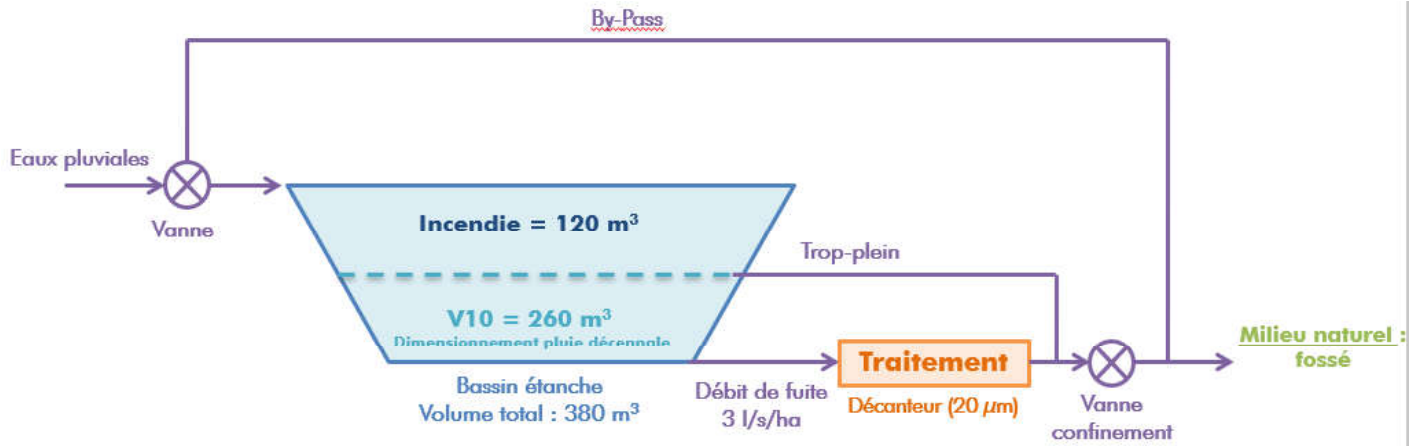 By-Pass
Eaux pluviales
Vanne
Incendie = 120 m³
Trop-plein
V10 = 260 m³
Dimensionnement pluie décennale
Bassin étanche
Volume total : 380 m³
Débit de fuite
3 l/s/ha
Traitement
Décanteur (20 µm)
Vanne
confinement
Milieu naturel :
fossé